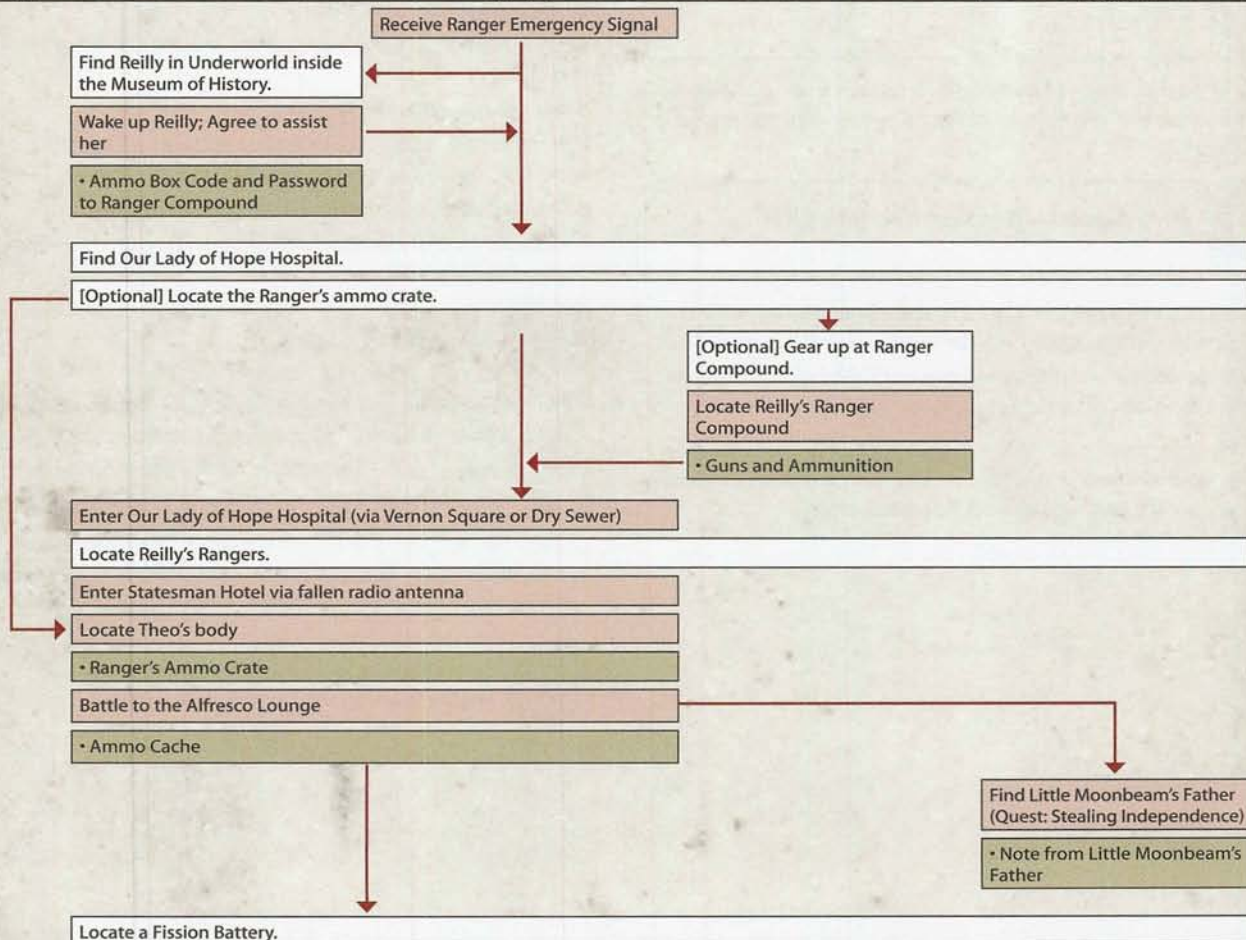 Receive Ranger Emergency Signal
Find Reilly in Underworld inside
the Museum of History.
Wake up Reilly; Agree to assist
her
• Ammo Box Code and Password
to Ranger Compound
Find Our Lady of Hope Hospital.
[Optional] Locate the Ranger's ammo crate.
[Optional] Gear up at Ranger
Compound.
Locate Reilly's Ranger
Compound
• Guns and Ammunition
Enter Our Lady of Hope Hospital (via Vernon Square or Dry Sewer)
Locate Reilly's Rangers.
Enter Statesman Hotel via fallen radio antenna
Locate Theo's body
• Ranger's Ammo Crate
Battle to the Alfresco Lounge
• Ammo Cache
Find Little Moonbeam's Father
(Quest: Stealing Independence)
• Note from Little Moonbeam's
Father
Locate a Fission Battery.